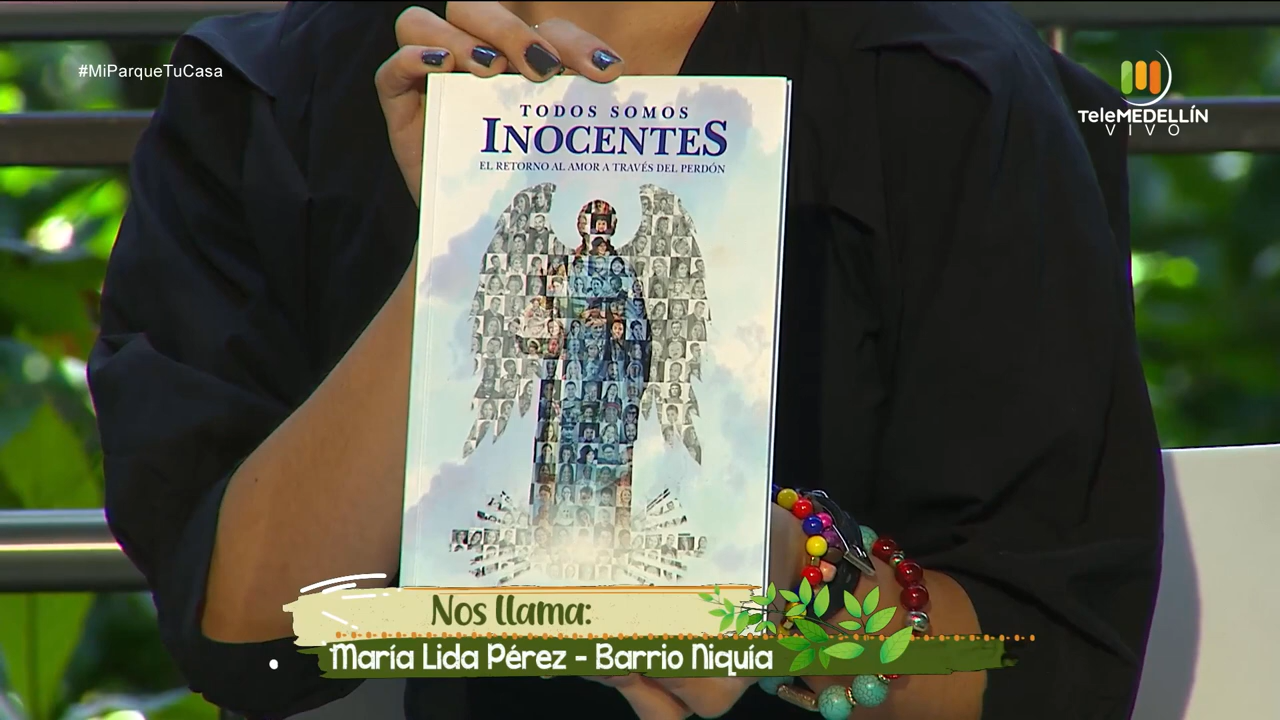 #MiParqueTuCasa
TeleMEDELLÍN
VIVO
TODOS SOMOS
INOCENTES
EL RETORNO AL AMOR A TRAVÉS DEL PERDÓN
Nos llama:
María Lida Pérez - Barrio Niquía